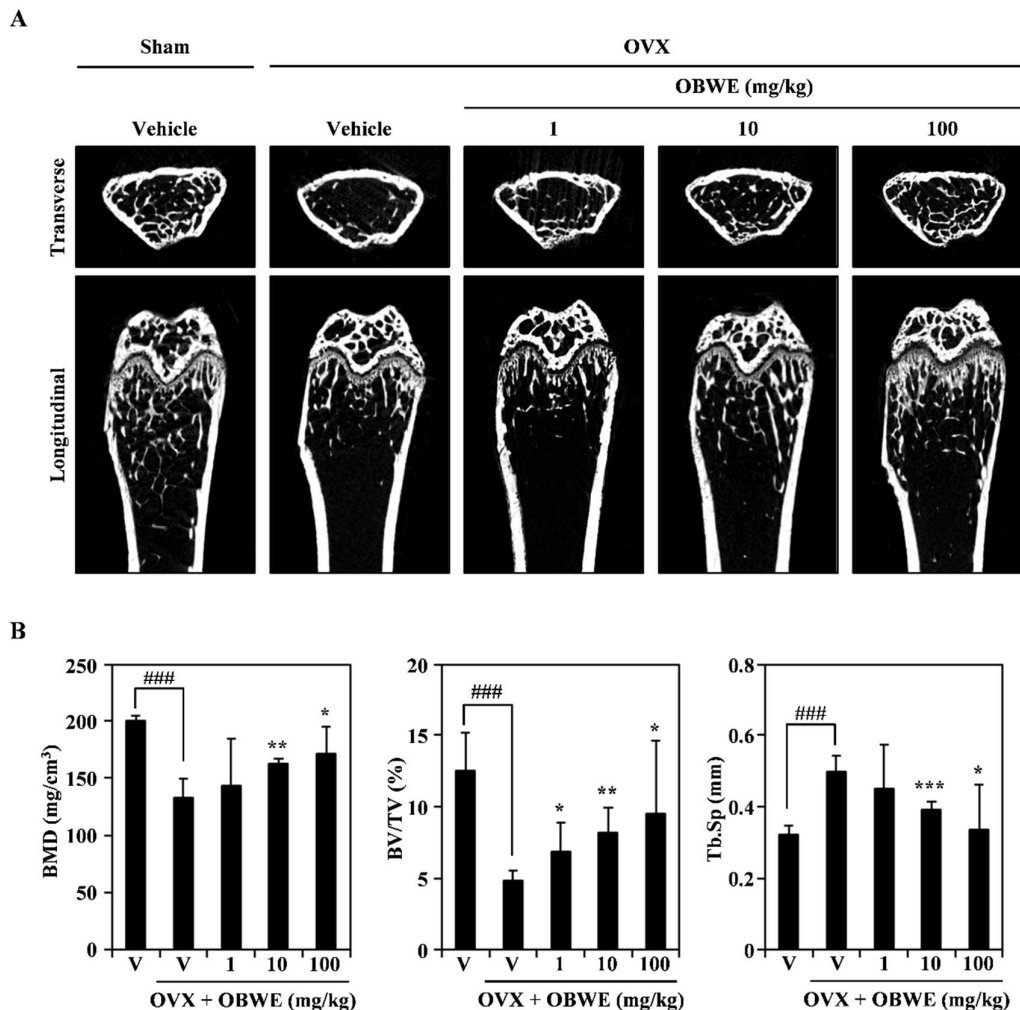 A
Sham OVX
OBWE (mg/kg)
Vehicle Vehicle 1 10 100
Transverse
Longitudinal
B
BMD (mg/cm³)
250
200
150
100
50
0
###
**
*
V V 1 10 100
OVX + OBWE (mg/kg)
BV/TV (%)
20
15
10
5
0
###
*
**
*
V V 1 10 100
OVX + OBWE (mg/kg)
Tb.Sp (mm)
0.8
0.6
0.4
0.2
0
###
***
*
V V 1 10 100
OVX + OBWE (mg/kg)